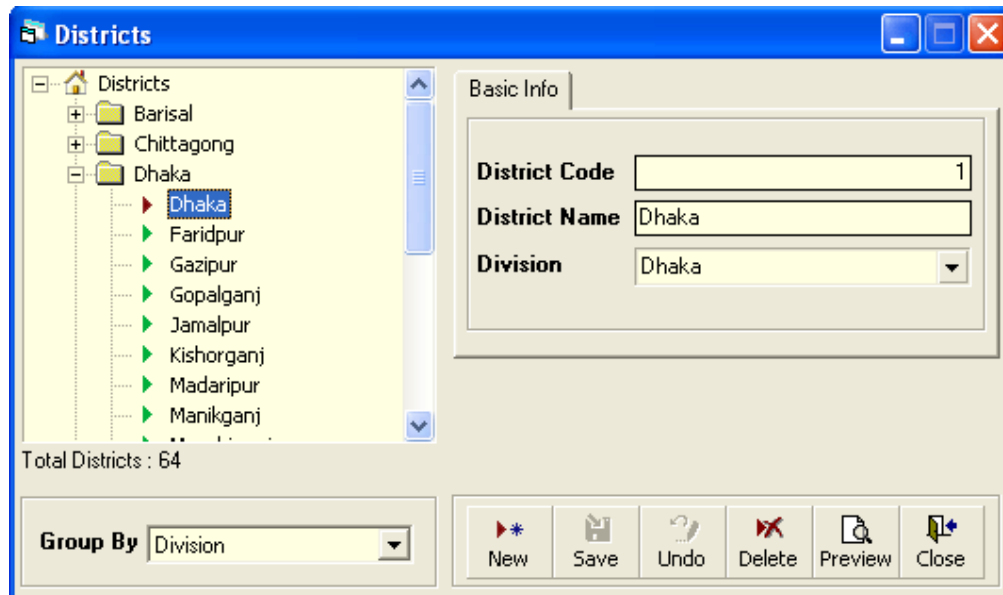 Districts
Districts
Barisal
Chittagong
Dhaka
Dhaka
Faridpur
Gazipur
Gopalganj
Jamalpur
Kishorganj
Madaripur
Manikganj
Total Districts : 64
Group By Division
Basic Info
District Code 1
District Name Dhaka
Division Dhaka
New Save Undo Delete Preview Close